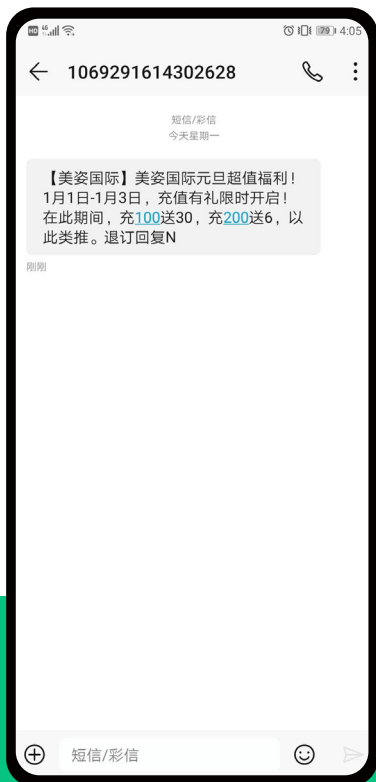 HD 46 79 4:05
1069291614302628
短信/彩信
今天星期一
【美姿国际】美姿国际元旦超值福利！
1月1日-1月3日，充值有礼限时开启！
在此期间，充100送30，充200送6，以
此类推。退订回复N
刚刚
短信/彩信